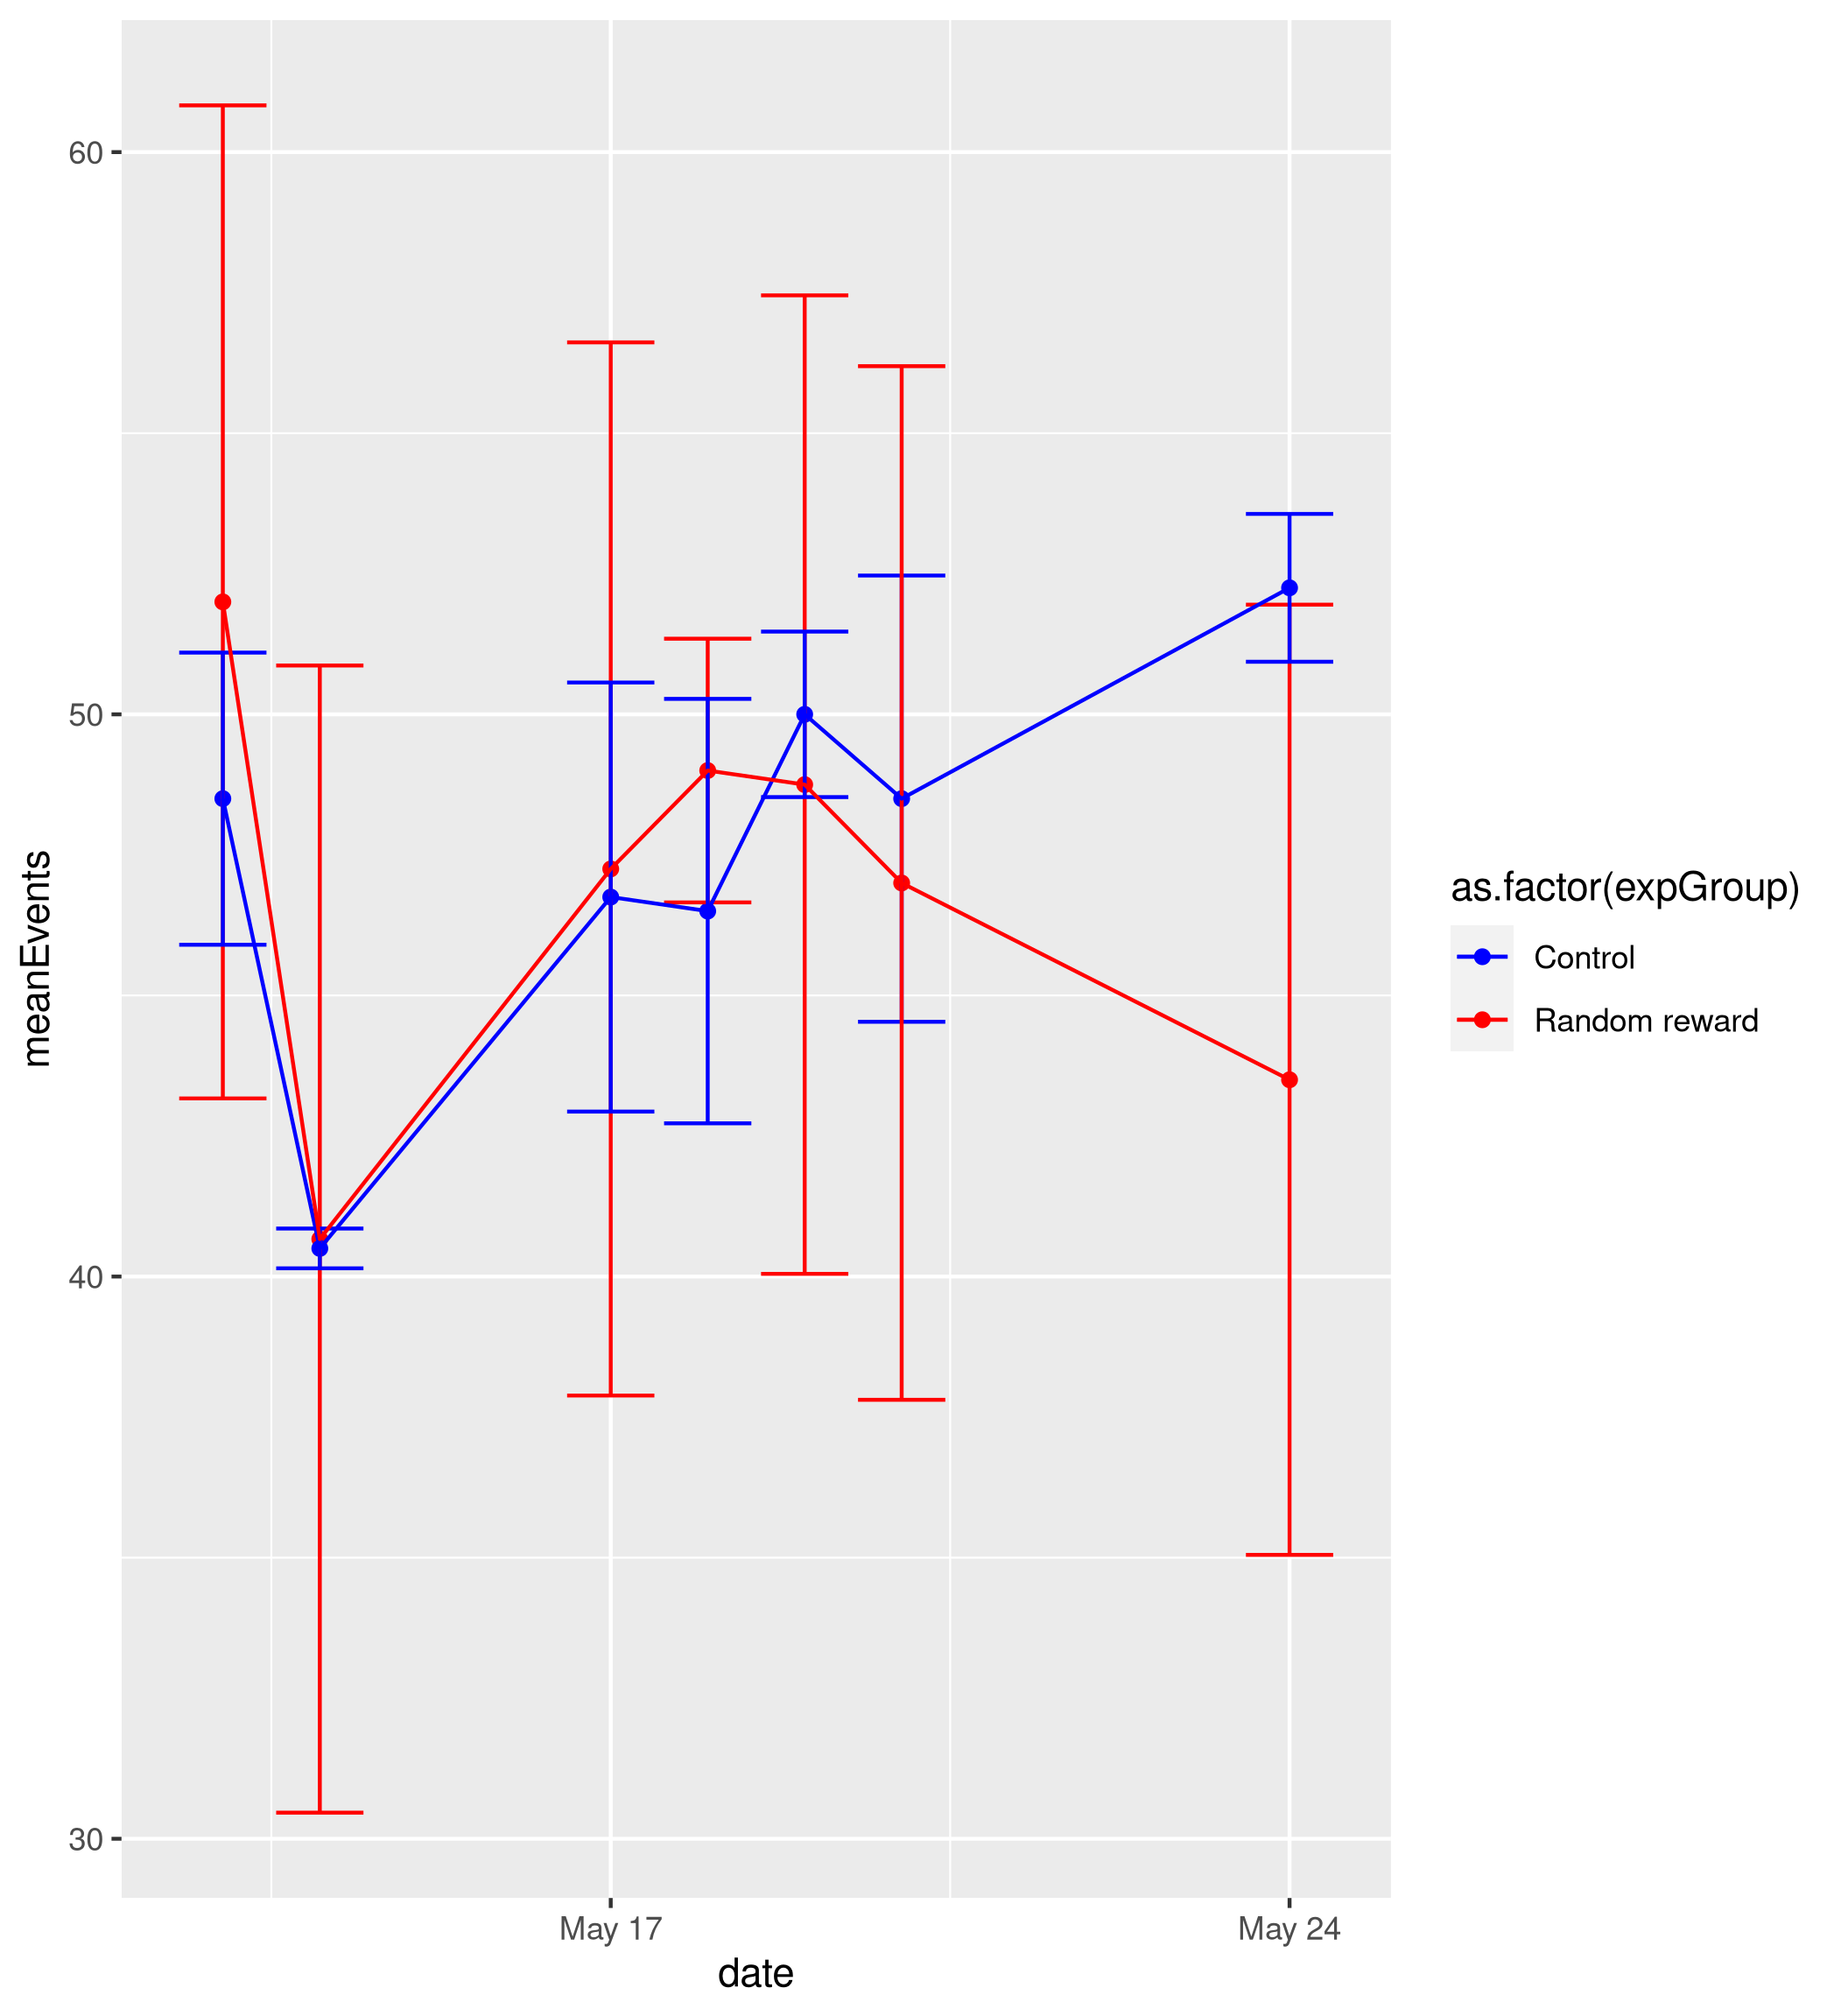 60
50
40
30
meanEvents
May 17
May 24
date
as.factor(expGroup)
Control
Random reward